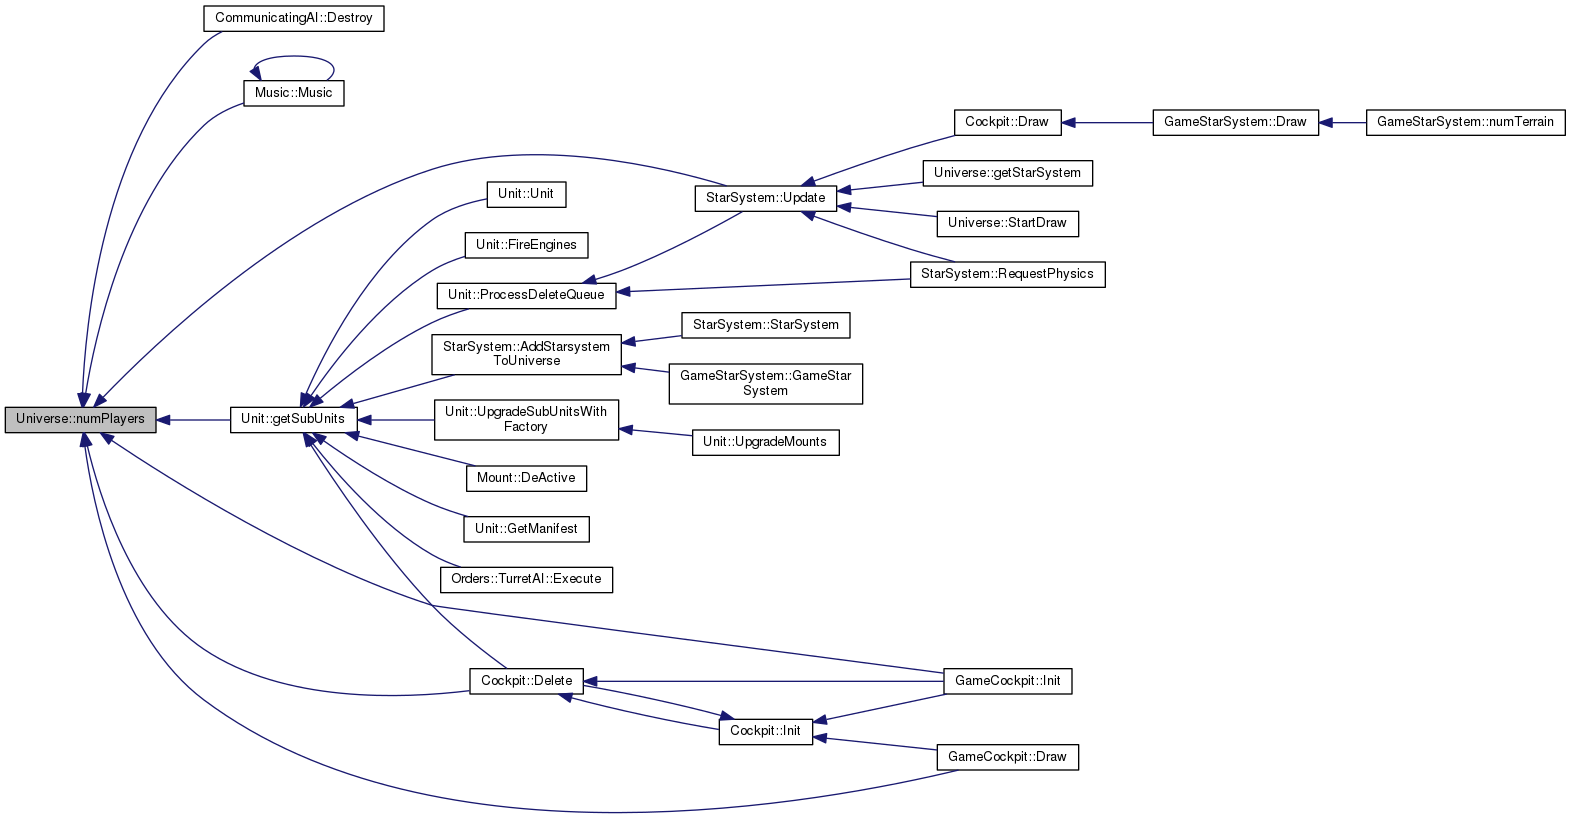 CommunicatingAI::Destroy
Music::Music
Cockpit::Draw
GameStarSystem::Draw
GameStarSystem::numTerrain
Universe::getStarSystem
Unit::Unit
StarSystem::Update
Universe::StartDraw
Unit::FireEngines
StarSystem::RequestPhysics
Unit::ProcessDeleteQueue
StarSystem::StarSystem
StarSystem::AddStarsystem
ToUniverse
GameStarSystem::GameStar
System
Universe::numPlayers
Unit::getSubUnits
Unit::UpgradeSubUnitsWith
Factory
Unit::UpgradeMounts
Mount::DeActive
Unit::GetManifest
Orders::TurretAI::Execute
Cockpit::Delete
GameCockpit::Init
Cockpit::Init
GameCockpit::Draw